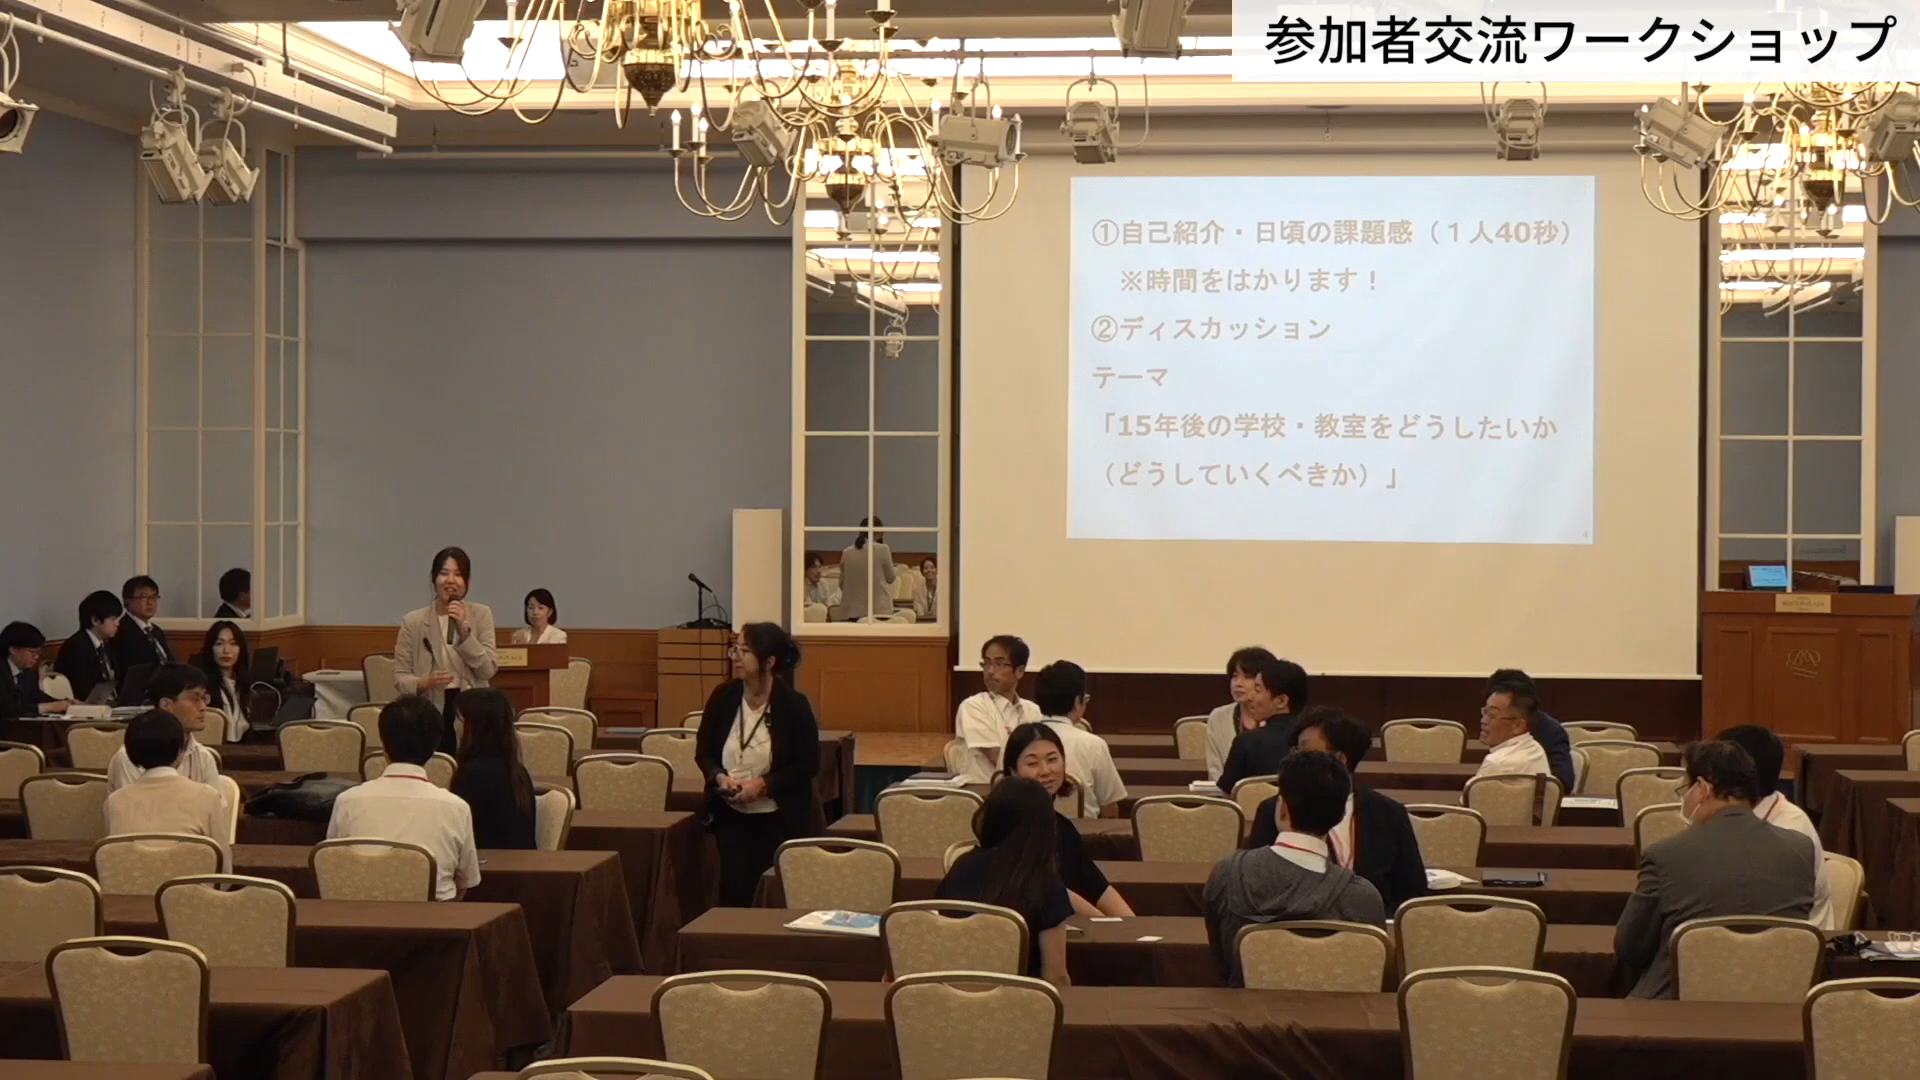 参加者交流ワークショップ
①自己紹介・日頃の課題感（１人40秒）
※時間をはかります！
②ディスカッション
テーマ
「15年後の学校・教室をどうしたいか
（どうしていくべきか）」